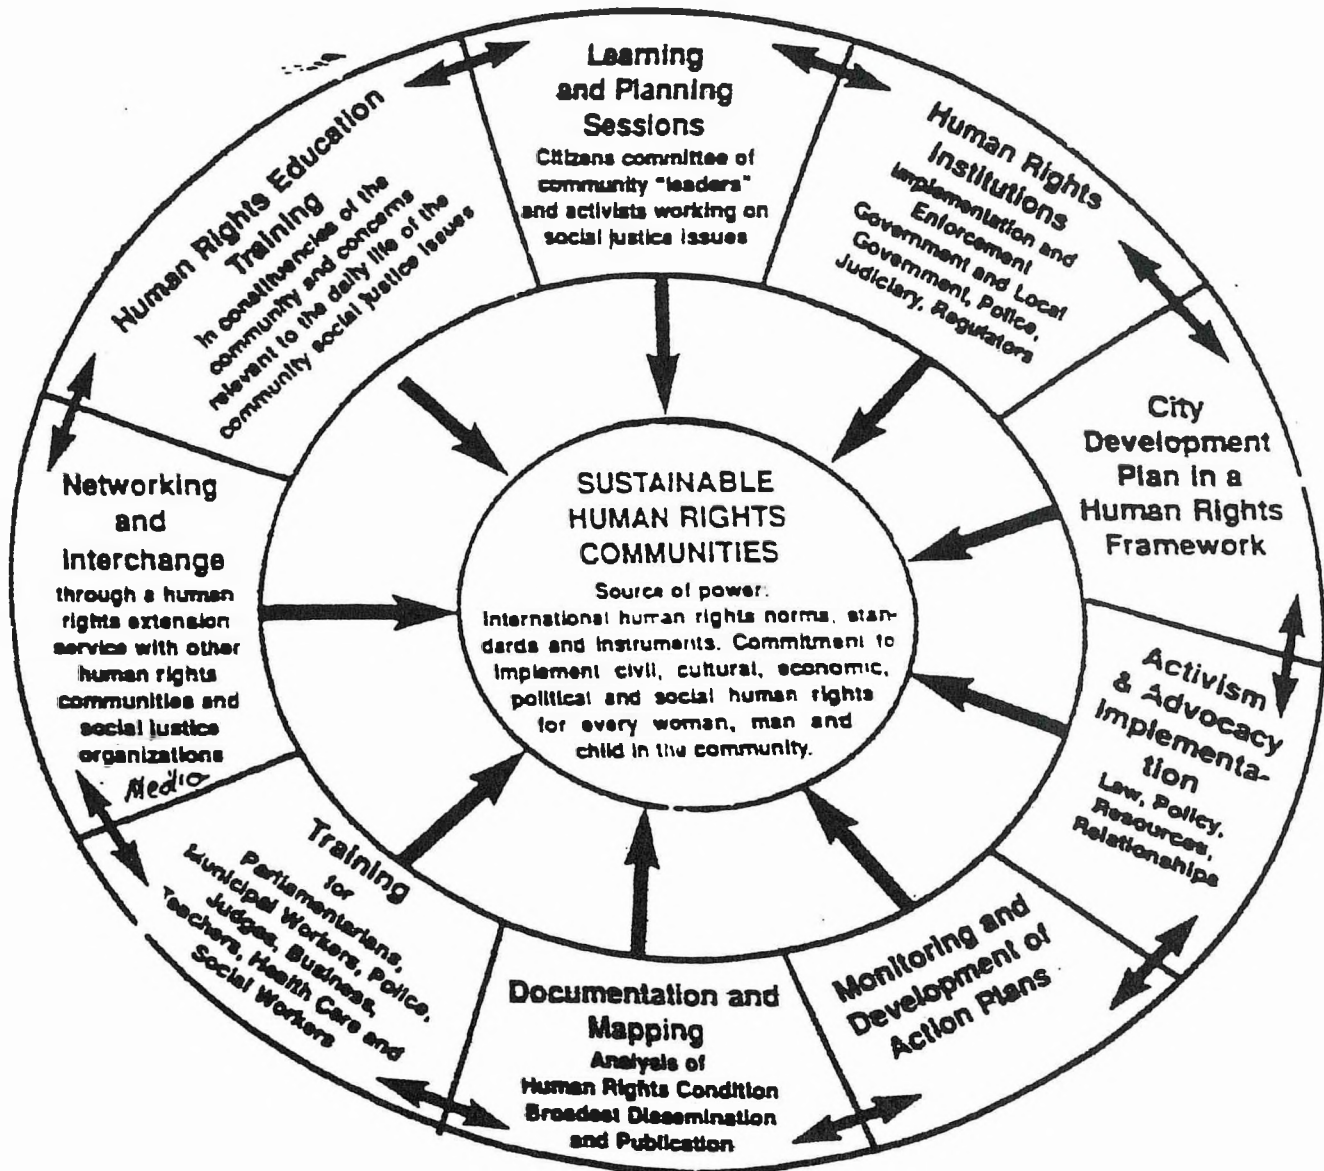 Learning
and Planning
Sessions
Citizens committee of
community "leaders"
and activists working on
social justice issues
Human Rights
Institutions
Implementation and
Enforcement
Government and Local
Government, Police,
Judiciary, Regulators
City
Development
Plan in a
Human Rights
Framework
Activism
& Advocacy
Implementa-
tion
Law, Policy,
Resources,
Relationships
Monitoring and
Development of
Action Plans
Documentation and
Mapping
Analysis of
Human Rights Condition
Broadest Dissemination
and Publication
Training
for
Parliamentarians,
Municipal Workers, Police,
Judges, Business,
Teachers, Health Care and
Social Workers
Networking
and
Interchange
through a human
rights extension
service with other
human rights
communities and
social justice
organizations
Media
Human Rights Education
Training
In constituencies of the
community and concerns
relevant to the daily life of the
community social justice issues
SUSTAINABLE
HUMAN RIGHTS
COMMUNITIES
Source of power:
International human rights norms, stan-
dards and instruments. Commitment to
implement civil, cultural, economic,
political and social human rights
for every woman, man and
child in the community.